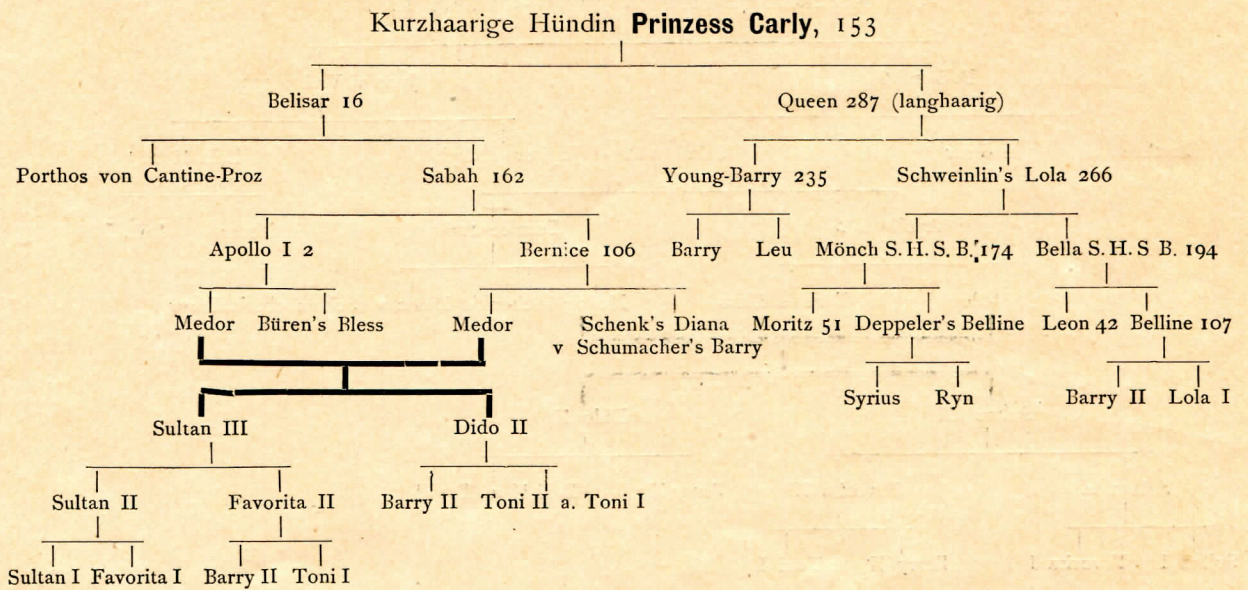 Kurzhaarige Hündin Prinzess Carly, 153
Belisar 16 Queen 287 (langhaarig)
Porthos von Cantine-Proz Sabah 162 Young-Barry 235 Schweinlin's Lola 266
Apollo I 2 Bernice 106 Barry Leu Mönch S. H. S. B. 174 Bella S. H. S B. 194
Medor Büren's Bless Medor Schenk's Diana Moritz 51 Deppeler's Belline Leon 42 Belline 107
v Schumacher's Barry
Syrius Ryn Barry II Lola I
Sultan III Dido II
Sultan II Favorita II Barry II Toni II a. Toni I
Sultan I Favorita I Barry II Toni I